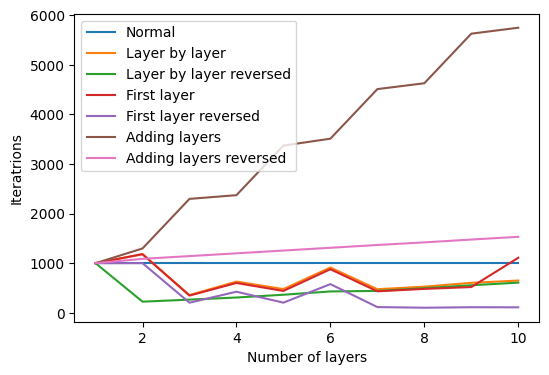 6000
5000
4000
3000
2000
1000
0
Iteratrions
Normal
Layer by layer
Layer by layer reversed
First layer
First layer reversed
Adding layers
Adding layers reversed
2 4 6 8 10
Number of layers